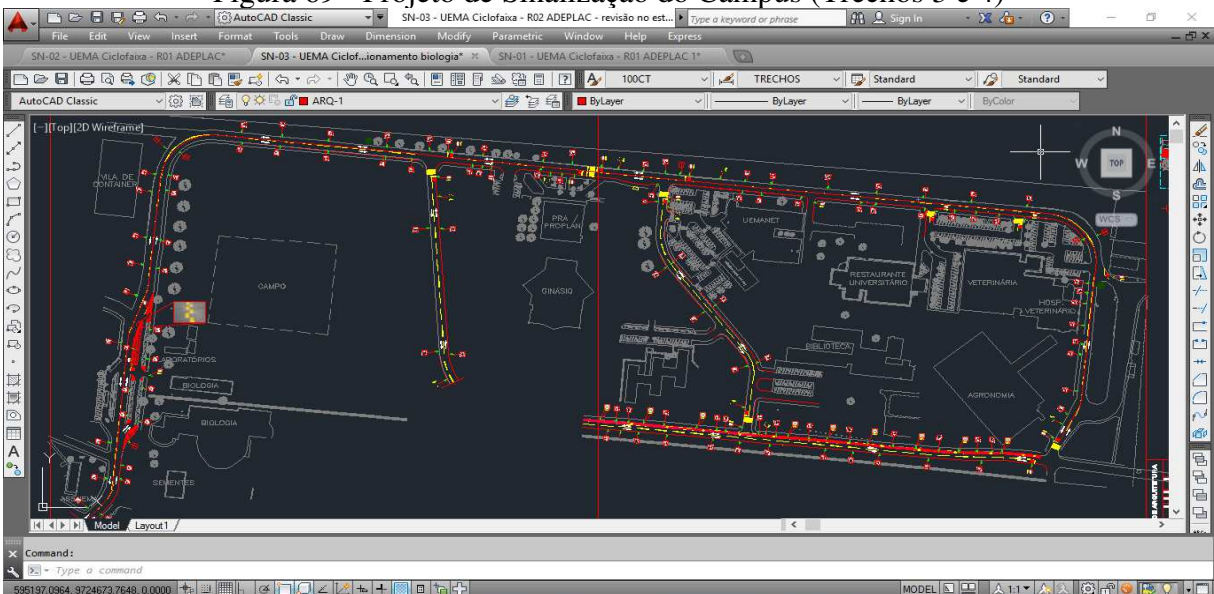 Figura 69 - Projeto de Sinalização do Campus (Trechos 3 e 4)
AutoCAD Classic
SN-03 - UEMA Ciclofaixa - R02 ADEPLAC - revisão no est...
Type a keyword or phrase
Sign In
File Edit View Insert Format Tools Draw Dimension Modify Parametric Window Help Express
SN-02 - UEMA Ciclofaixa - R01 ADEPLAC*
SN-03 - UEMA Ciclof...ionamento biologia*
SN-01 - UEMA Ciclofaixa - R01 ADEPLAC 1*
100CT
TRECHOS
Standard
Standard
AutoCAD Classic
ARQ-1
ByLayer
ByLayer
ByLayer
ByColor
[-][Top][2D Wireframe]
N
W
TOP
E
S
WCS
VILA DE
CONTAINER
PRA /
PROPLAN
UEMANET
CAMPO
GINÁSIO
RESTAURANTE
UNIVERSITÁRIO
VETERINÁRIA
HOSP.
VETERINÁRIO
BIBLIOTECA
LABORATÓRIOS
BIOLOGIA
AGRONOMIA
BIOLOGIA
SEMENTES
Y
X
Model
Layout1
Command:
Type a command
595197.0964, 9724673.7648, 0.0000
MODEL
1:1